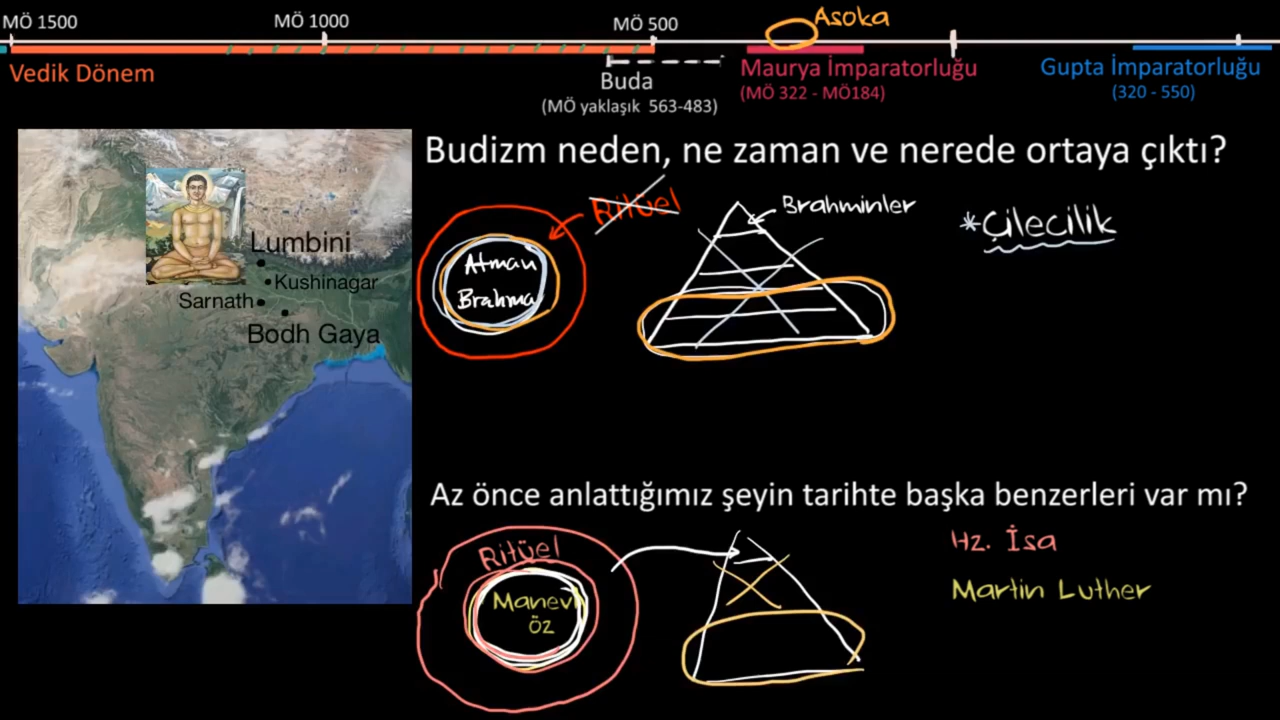 MÖ 1500
MÖ 1000
MÖ 500
Asoka
Vedik Dönem
Buda
(MÖ yaklaşık 563-483)
Maurya İmparatorluğu
(MÖ 322 - MÖ184)
Gupta İmparatorluğu
(320 - 550)
Budizm neden, ne zaman ve nerede ortaya çıktı?
Ritüel
Brahminler
*Çilecilik
Atman
Brahma
Lumbini
Kushinagar
Sarnath
Bodh Gaya
Az önce anlattığımız şeyin tarihte başka benzerleri var mı?
Ritüel
Manevi
öz
Hz. İsa
Martin Luther